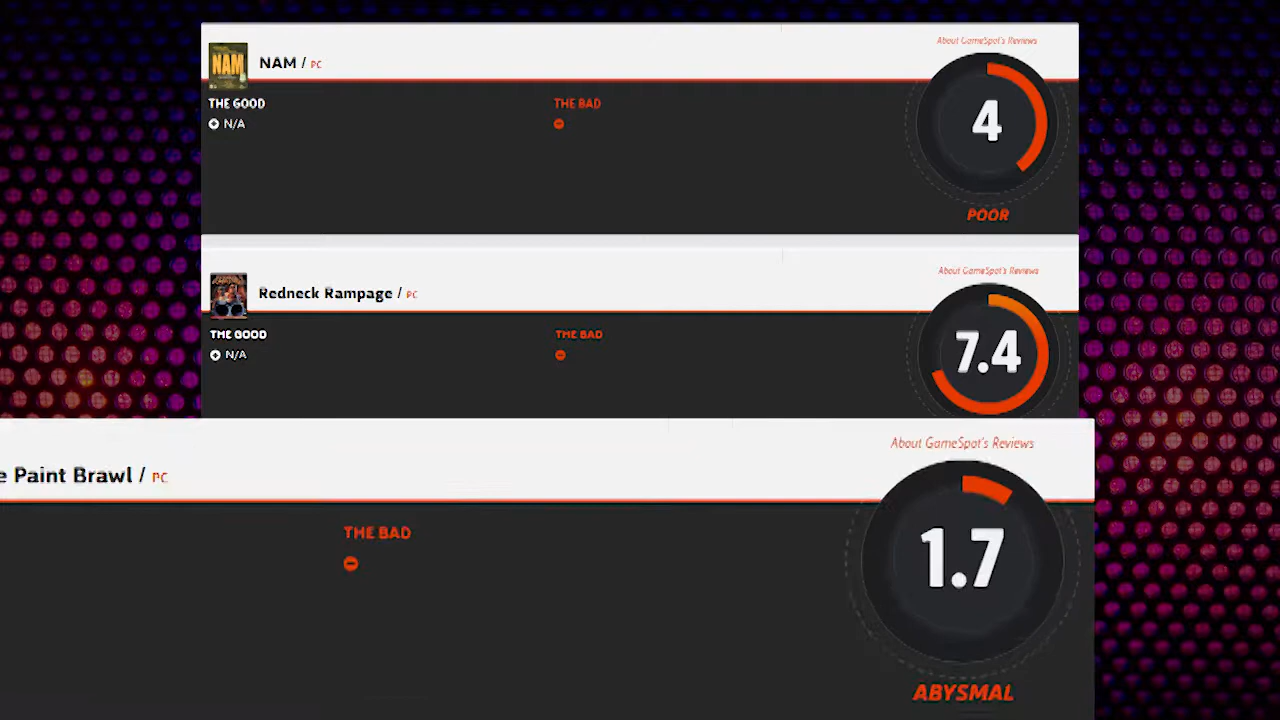 About GameSpot's Reviews
NAM
NAM / PC
THE GOOD
THE BAD
N/A
4
POOR
About GameSpot's Reviews
Redneck Rampage / PC
THE GOOD
THE BAD
N/A
7.4
About GameSpot's Reviews
e Paint Brawl / PC
THE BAD
1.7
ABYSMAL